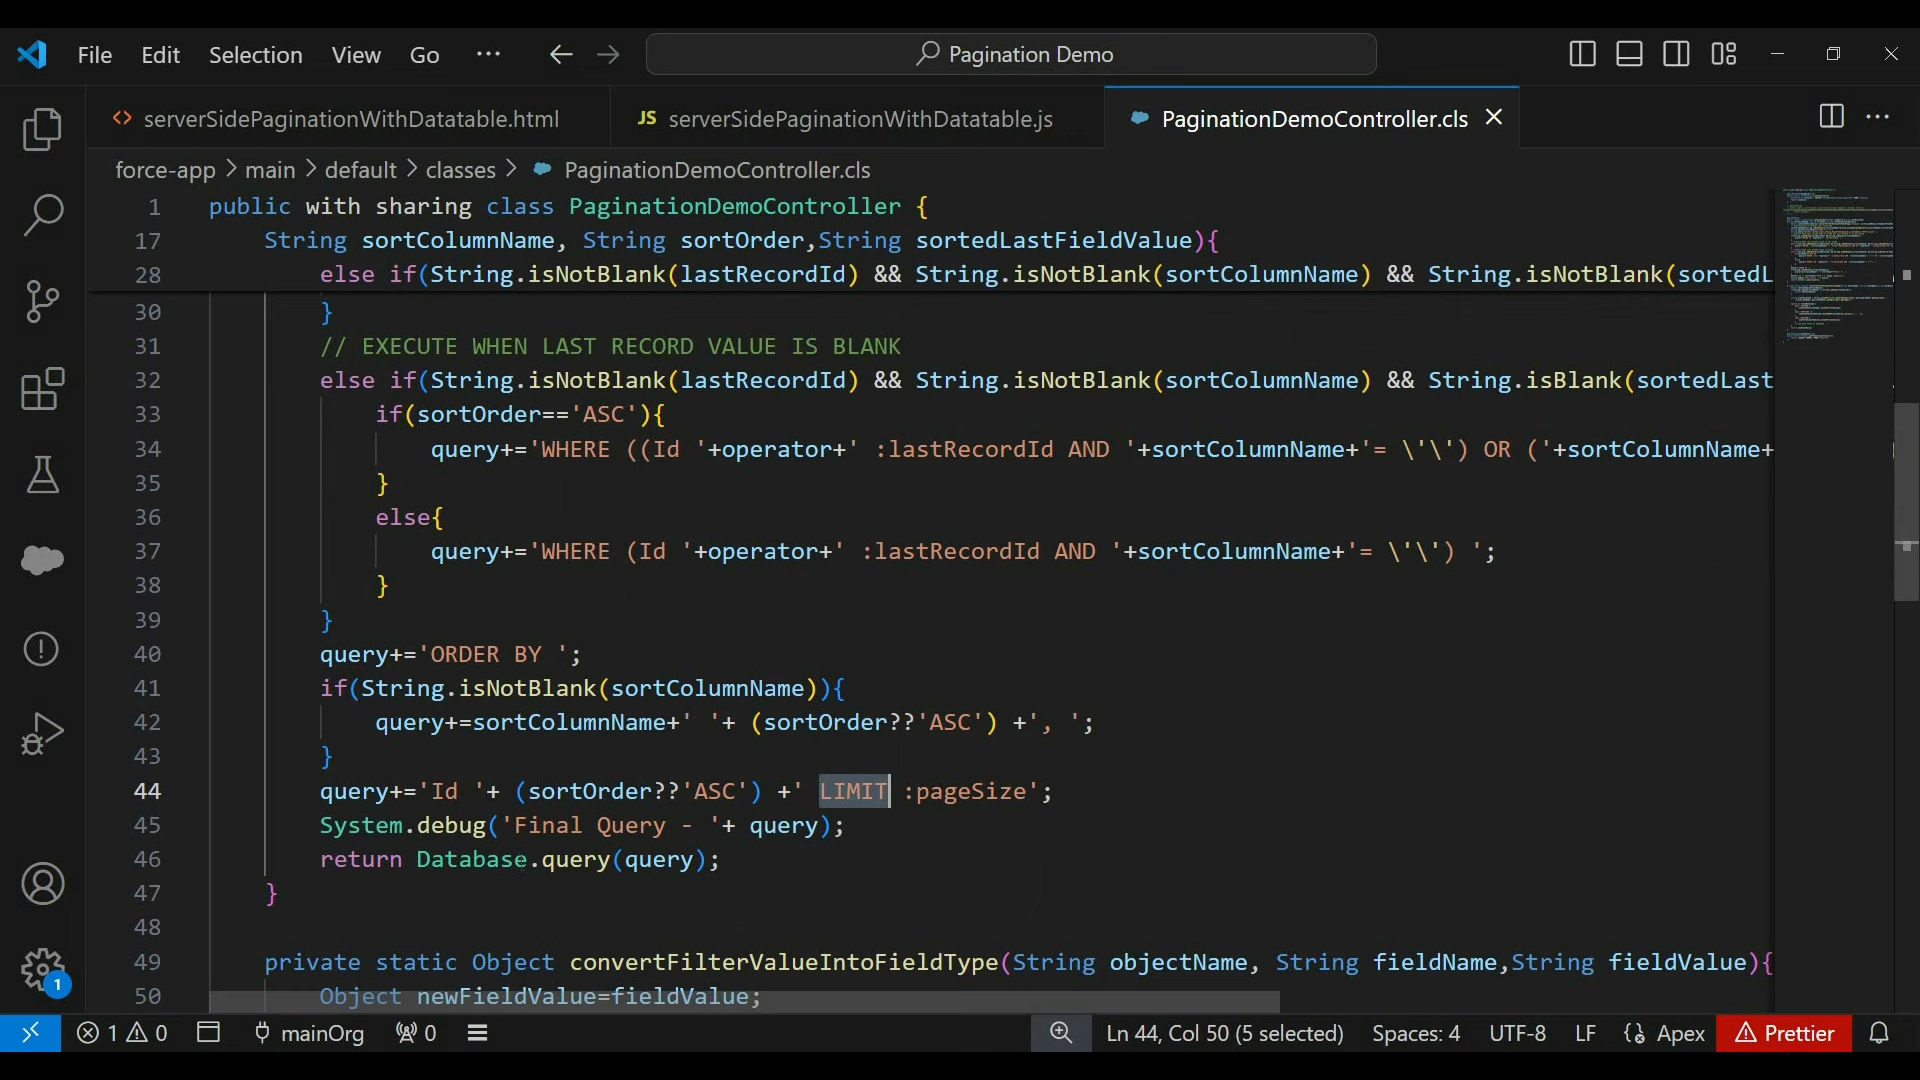 File Edit Selection View Go ··· Pagination Demo
serverSidePaginationWithDatatable.html JS serverSidePaginationWithDatatable.js PaginationDemoController.cls
force-app > main > default > classes > PaginationDemoController.cls
1 public with sharing class PaginationDemoController {
17 String sortColumnName, String sortOrder,String sortedLastFieldValue){
28 else if(String.isNotBlank(lastRecordId) && String.isNotBlank(sortColumnName) && String.isNotBlank(sortedL
30 }
31 // EXECUTE WHEN LAST RECORD VALUE IS BLANK
32 else if(String.isNotBlank(lastRecordId) && String.isNotBlank(sortColumnName) && String.isBlank(sortedLast
33 if(sortOrder=='ASC'){
34 query+='WHERE ((Id '+operator+' :lastRecordId AND '+sortColumnName+'= \'\') OR ('+sortColumnName+
35 }
36 else{
37 query+='WHERE (Id '+operator+' :lastRecordId AND '+sortColumnName+'= \'\') ';
38 }
39 }
40 query+='ORDER BY ';
41 if(String.isNotBlank(sortColumnName)){
42 query+=sortColumnName+' '+ (sortOrder??'ASC') +', ';
43 }
44 query+='Id '+ (sortOrder??'ASC') +' LIMIT :pageSize';
45 System.debug('Final Query - '+ query);
46 return Database.query(query);
47 }
48
49 private static Object convertFilterValueIntoFieldType(String objectName, String fieldName,String fieldValue){
50 Object newFieldValue=fieldValue;
1
1 0 mainOrg 0 Ln 44, Col 50 (5 selected) Spaces: 4 UTF-8 LF Apex Prettier